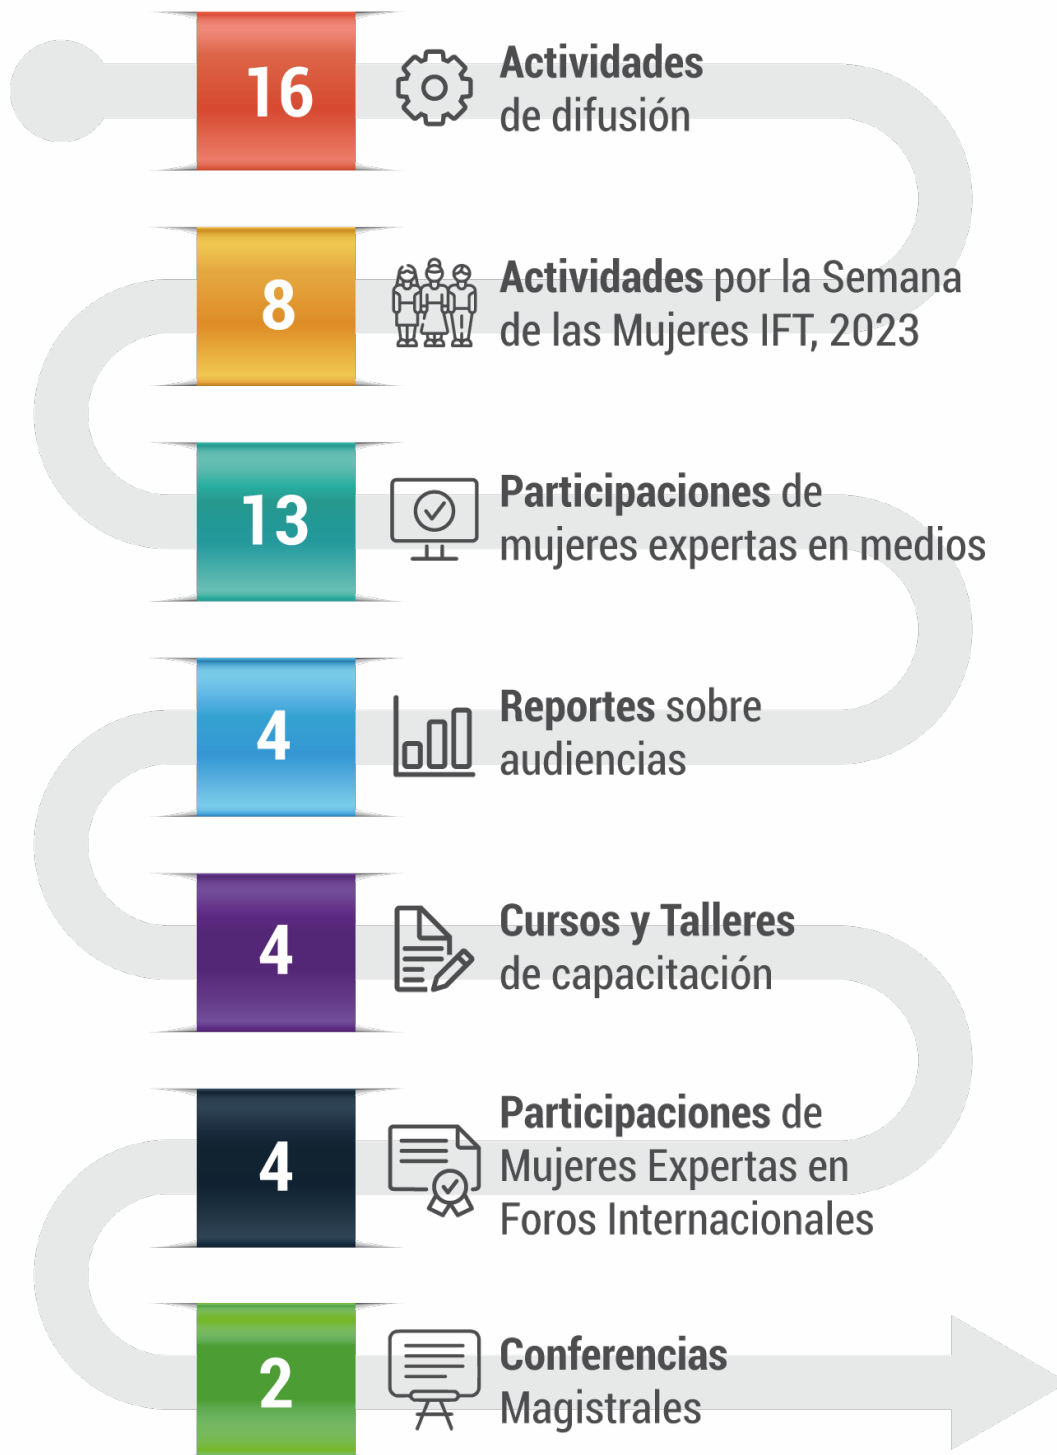 16
Actividades
de difusión
8
Actividades por la Semana
de las Mujeres IFT, 2023
13
Participaciones de
mujeres expertas en medios
4
Reportes sobre
audiencias
4
Cursos y Talleres
de capacitación
4
Participaciones de
Mujeres Expertas en
Foros Internacionales
2
Conferencias
Magistrales